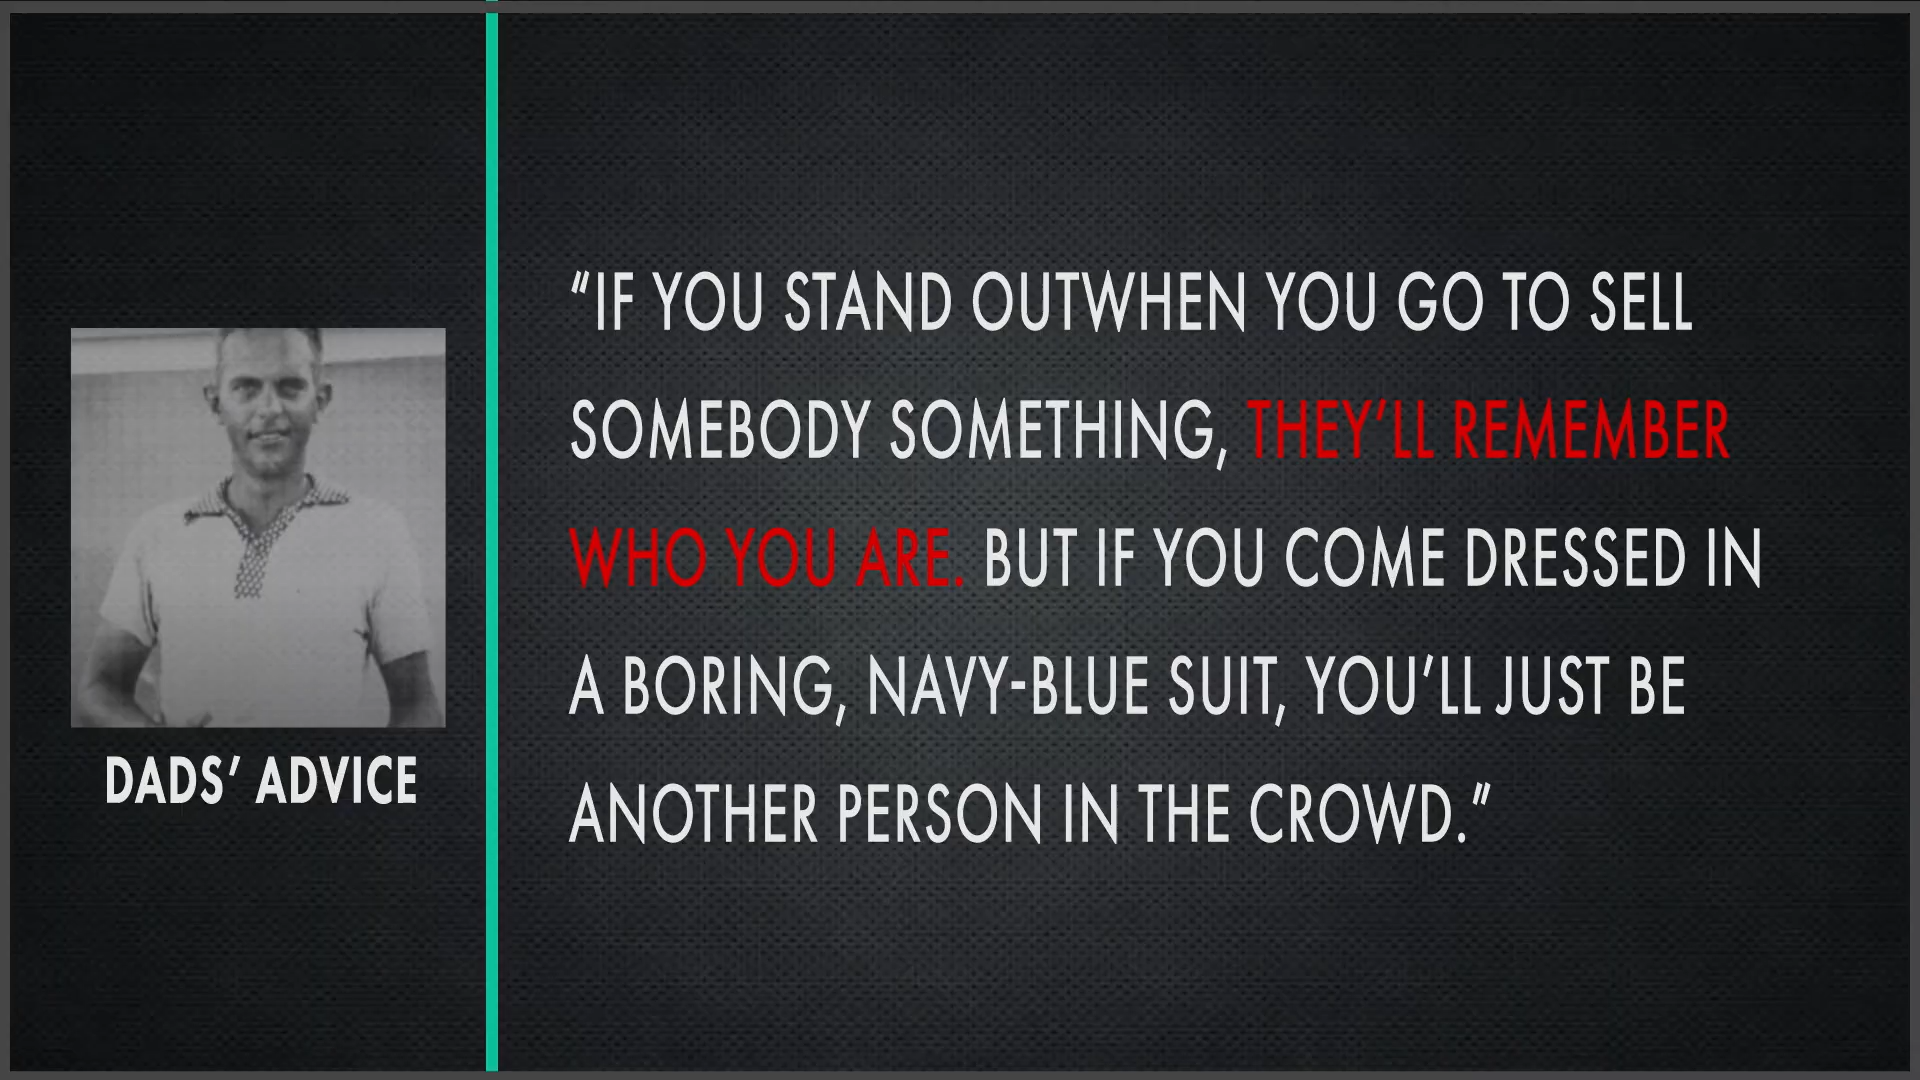 DADS’ ADVICE
“IF YOU STAND OUTWHEN YOU GO TO SELL
SOMEBODY SOMETHING, THEY’LL REMEMBER
WHO YOU ARE. BUT IF YOU COME DRESSED IN
A BORING, NAVY-BLUE SUIT, YOU’LL JUST BE
ANOTHER PERSON IN THE CROWD.”